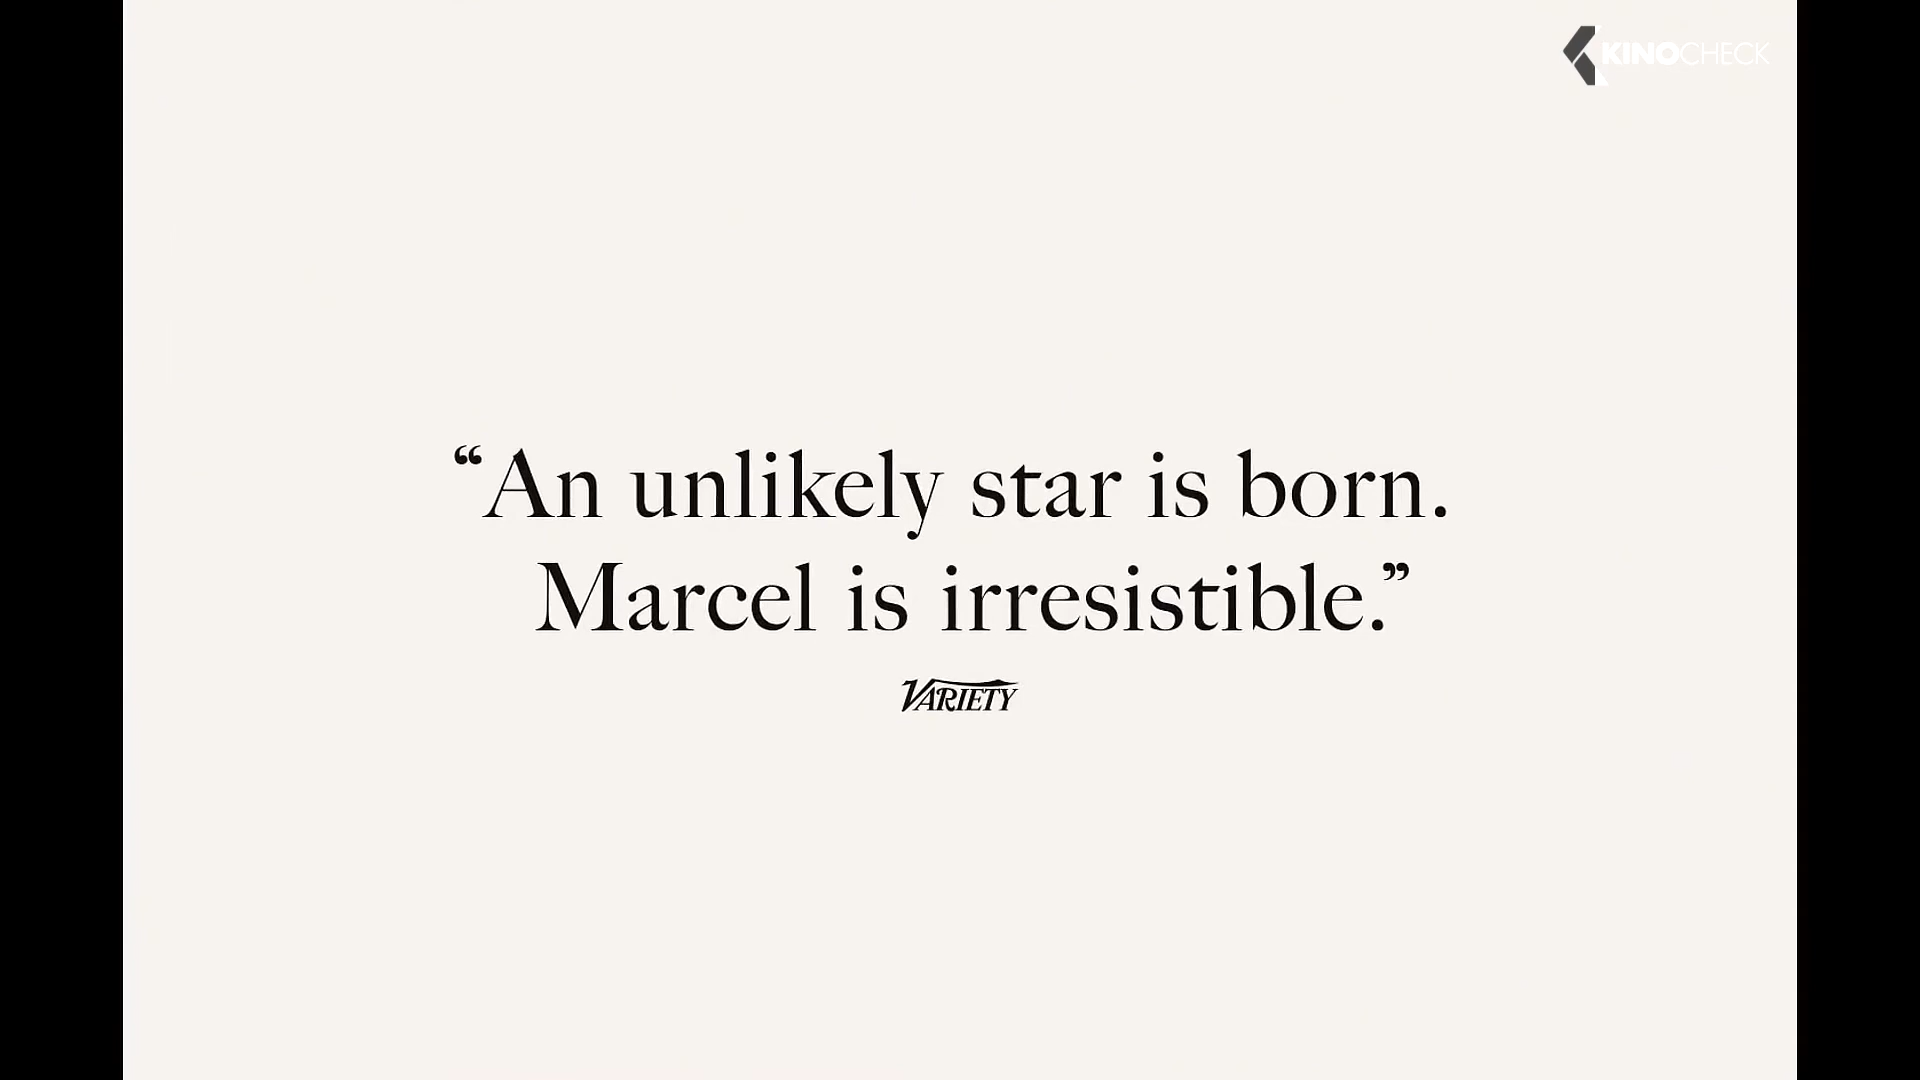 KINOCHECK
“An unlikely star is born.
Marcel is irresistible.”
VARIETY